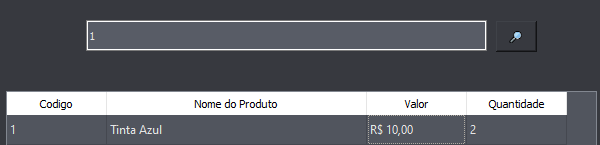 1
Codigo Nome do Produto Valor Quantidade
1 Tinta Azul R$ 10,00 2